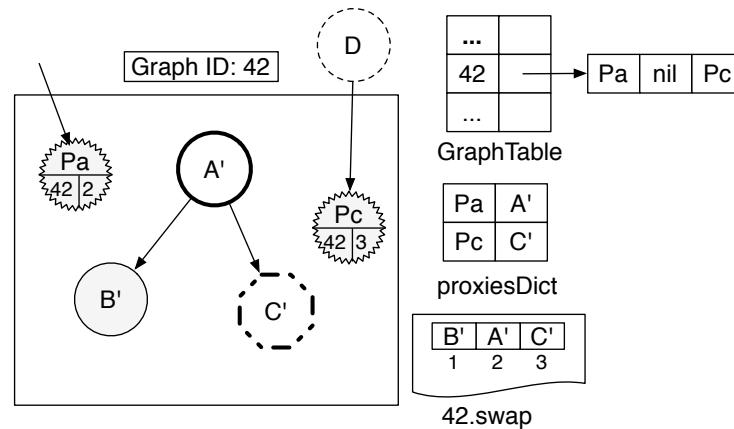 D
Graph ID: 42
...
42
...
GraphTable
Pa nil Pc
Pa
42 2
A'
Pc
42 3
B'
C'
Pa A'
Pc C'
proxiesDict
B' A' C'
1 2 3
42.swap